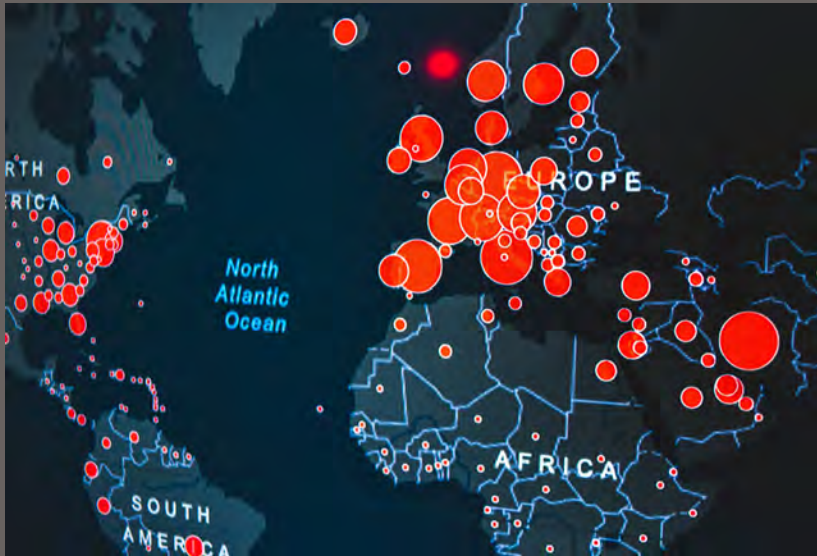 RTH
ERICA
EUROPE
North
Atlantic
Ocean
AFRICA
SOUTH
AMERICA